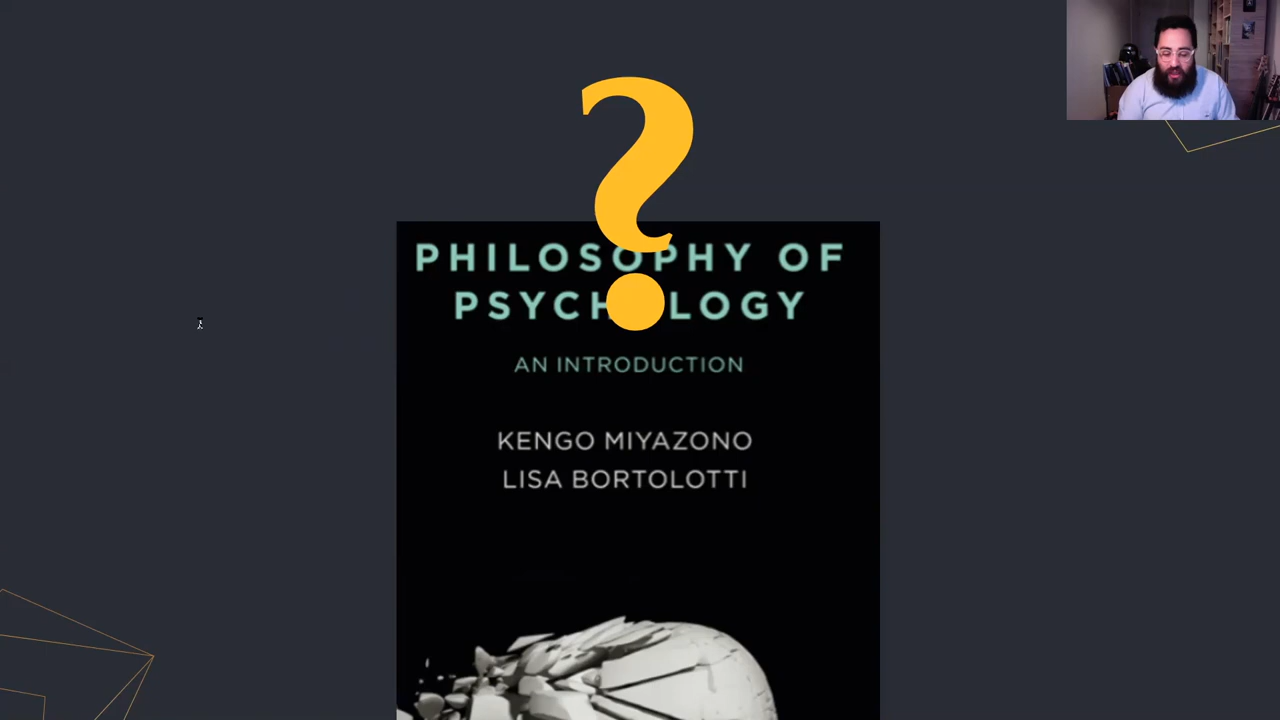 ?
PHILOSOPHY OF
PSYCHOLOGY
AN INTRODUCTION
KENGO MIYAZONO
LISA BORTOLOTTI